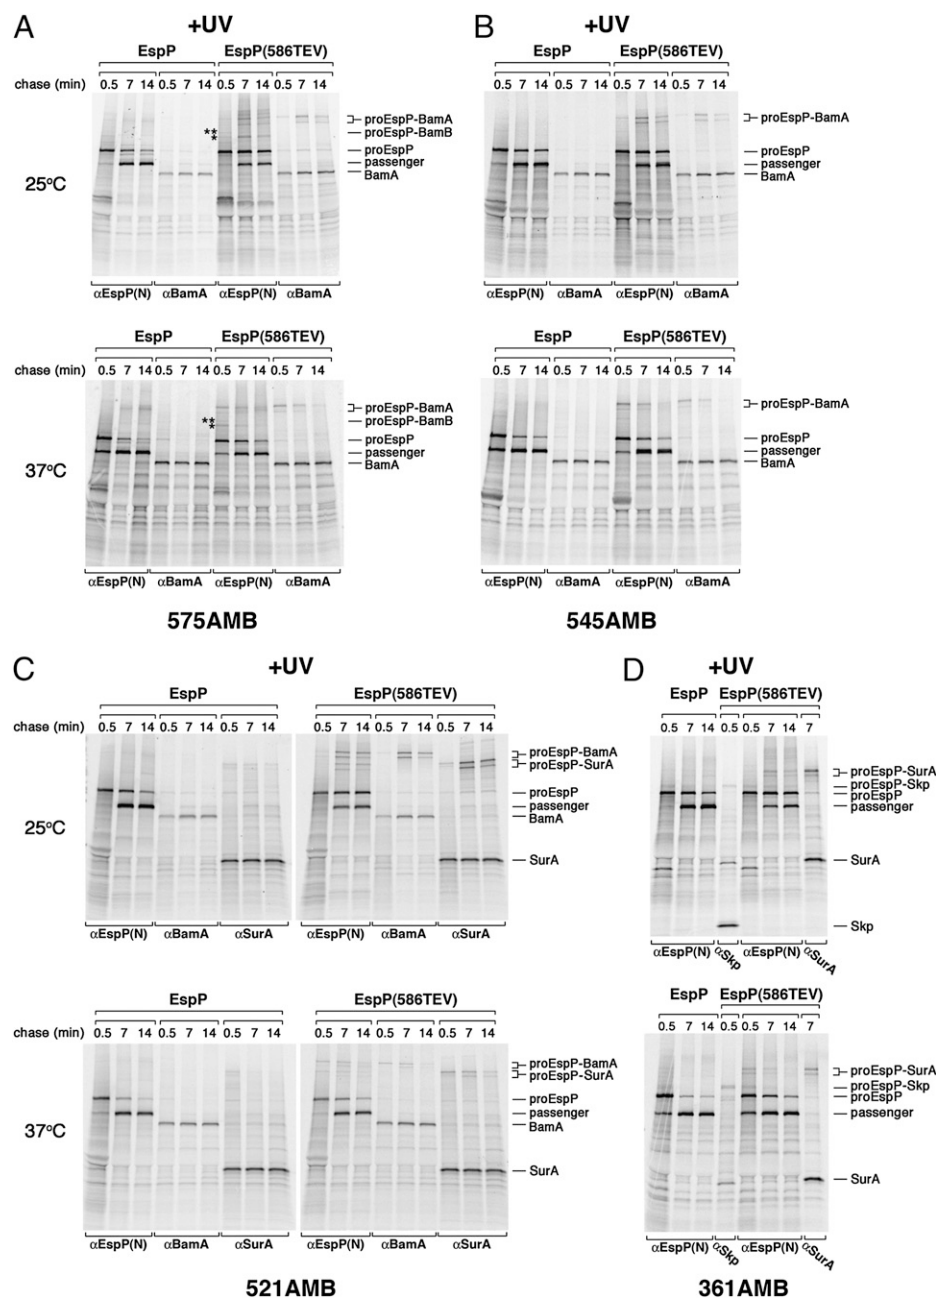 A
+UV
EspP EspP(586TEV)
chase (min) 0.5 7 14 0.5 7 14 0.5 7 14 0.5 7 14
25°C
** 
*
proEspP-BamA
proEspP-BamB
proEspP
passenger
BamA
αEspP(N) αBamA αEspP(N) αBamA
EspP EspP(586TEV)
chase (min) 0.5 7 14 0.5 7 14 0.5 7 14 0.5 7 14
37°C
**
*
proEspP-BamA
proEspP-BamB
proEspP
passenger
BamA
αEspP(N) αBamA αEspP(N) αBamA
575AMB
B
+UV
EspP EspP(586TEV)
0.5 7 14 0.5 7 14 0.5 7 14 0.5 7 14
proEspP-BamA
proEspP
passenger
BamA
αEspP(N) αBamA αEspP(N) αBamA
EspP EspP(586TEV)
0.5 7 14 0.5 7 14 0.5 7 14 0.5 7 14
proEspP-BamA
proEspP
passenger
BamA
αEspP(N) αBamA αEspP(N) αBamA
545AMB
C
+UV
EspP EspP(586TEV)
chase (min) 0.5 7 14 0.5 7 14 0.5 7 14 0.5 7 14 0.5 7 14 0.5 7 14
25°C
proEspP-BamA
proEspP-SurA
proEspP
passenger
BamA
SurA
αEspP(N) αBamA αSurA αEspP(N) αBamA αSurA
EspP EspP(586TEV)
chase (min) 0.5 7 14 0.5 7 14 0.5 7 14 0.5 7 14 0.5 7 14 0.5 7 14
37°C
proEspP-BamA
proEspP-SurA
proEspP
passenger
BamA
SurA
αEspP(N) αBamA αSurA αEspP(N) αBamA αSurA
521AMB
D
+UV
EspP EspP(586TEV)
0.5 7 14 0.5 0.5 7 14 7
proEspP-SurA
proEspP-Skp
proEspP
passenger
SurA
Skp
αEspP(N) αSkp αEspP(N) αSurA
EspP EspP(586TEV)
0.5 7 14 0.5 0.5 7 14 7
proEspP-SurA
proEspP-Skp
proEspP
passenger
SurA
αEspP(N) αSkp αEspP(N) αSurA
361AMB